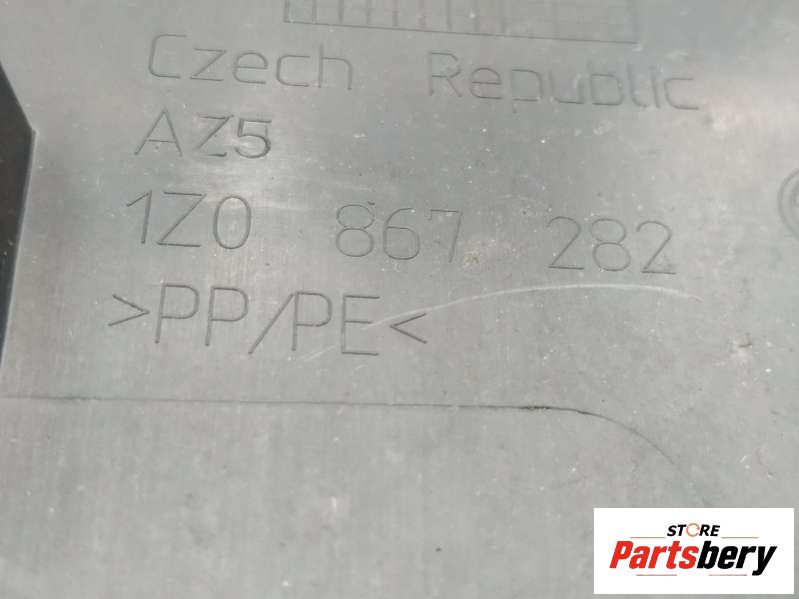 Czech Republic
AZ5
1Z0 867 282
>PP/PE<
STORE
Partsbery